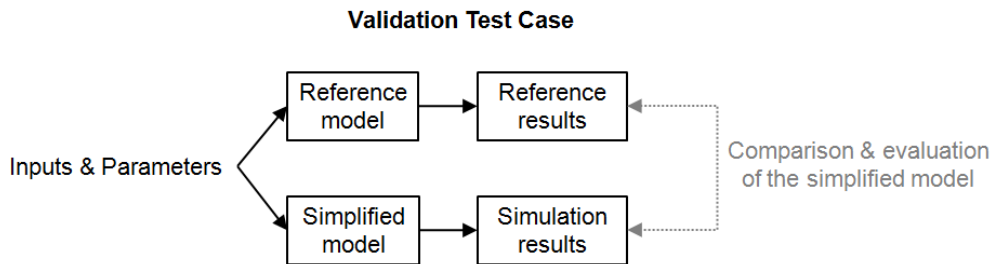 Validation Test Case
Reference
model
Reference
results
Inputs & Parameters
Comparison & evaluation
of the simplified model
Simplified
model
Simulation
results